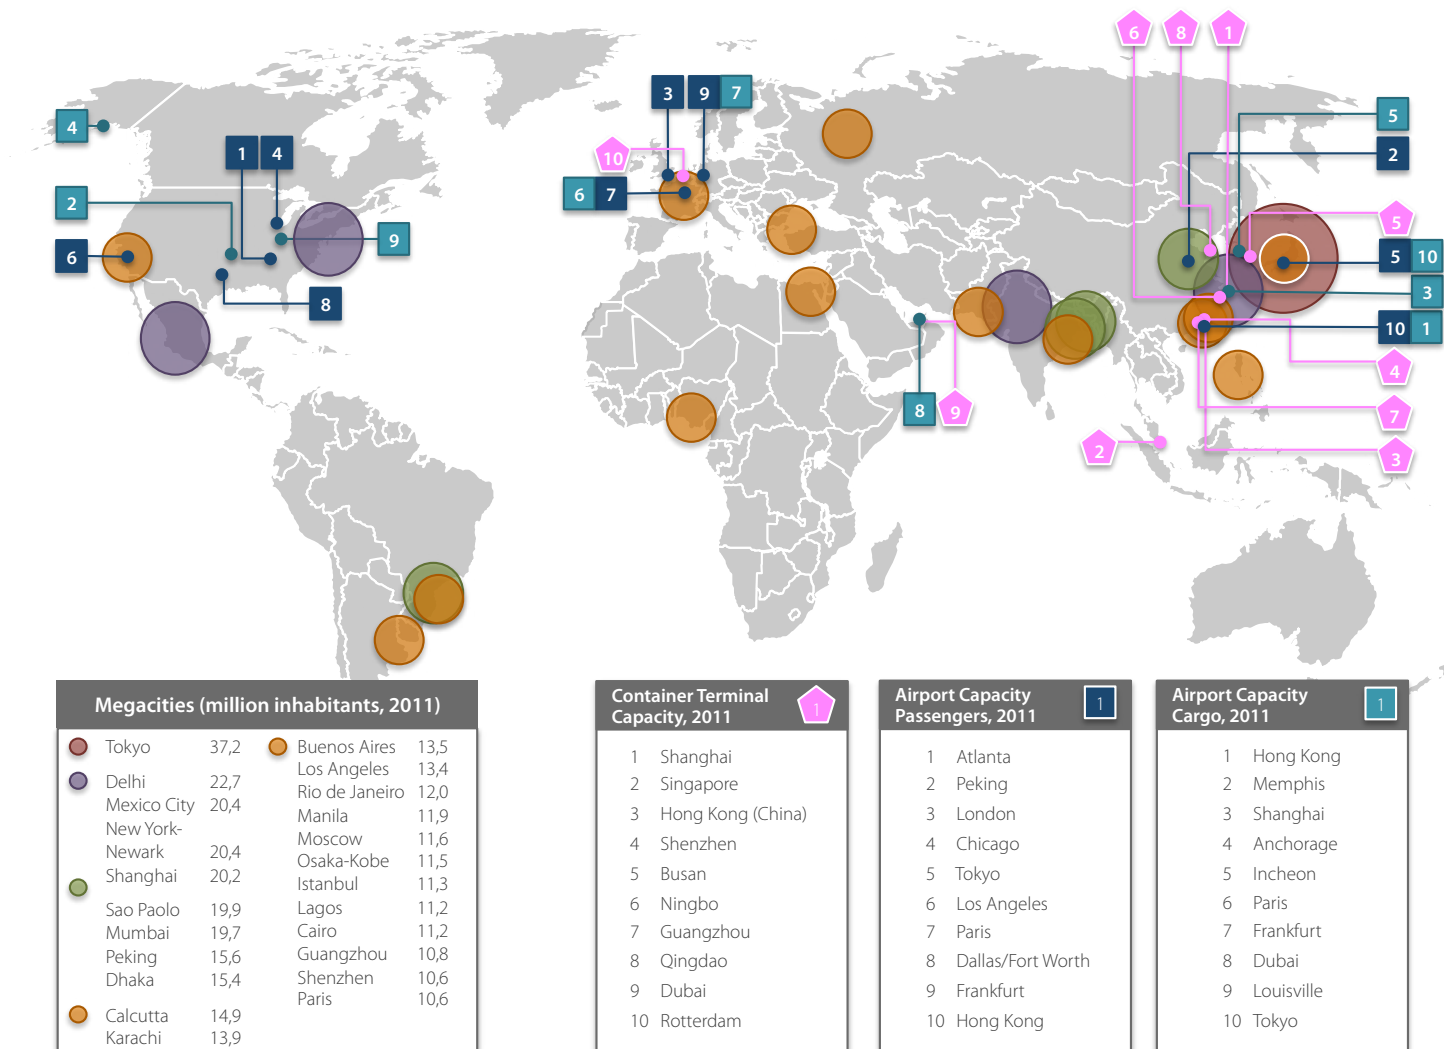 6 8 1
3 9 7
4
5
1 4
10
2
6 7
2
5
9
6
5 10
3
8
10 1
4
8 9
7
2
3
Megacities (million inhabitants, 2011)
Tokyo 37,2
Delhi 22,7
Mexico City 20,4
New York-
Newark 20,4
Shanghai 20,2
Sao Paolo 19,9
Mumbai 19,7
Peking 15,6
Dhaka 15,4
Calcutta 14,9
Karachi 13,9
Buenos Aires 13,5
Los Angeles 13,4
Rio de Janeiro 12,0
Manila 11,9
Moscow 11,6
Osaka-Kobe 11,5
Istanbul 11,3
Lagos 11,2
Cairo 11,2
Guangzhou 10,8
Shenzhen 10,6
Paris 10,6
Container Terminal
Capacity, 2011
1
1 Shanghai
2 Singapore
3 Hong Kong (China)
4 Shenzhen
5 Busan
6 Ningbo
7 Guangzhou
8 Qingdao
9 Dubai
10 Rotterdam
Airport Capacity
Passengers, 2011
1
1 Atlanta
2 Peking
3 London
4 Chicago
5 Tokyo
6 Los Angeles
7 Paris
8 Dallas/Fort Worth
9 Frankfurt
10 Hong Kong
Airport Capacity
Cargo, 2011
1
1 Hong Kong
2 Memphis
3 Shanghai
4 Anchorage
5 Incheon
6 Paris
7 Frankfurt
8 Dubai
9 Louisville
10 Tokyo